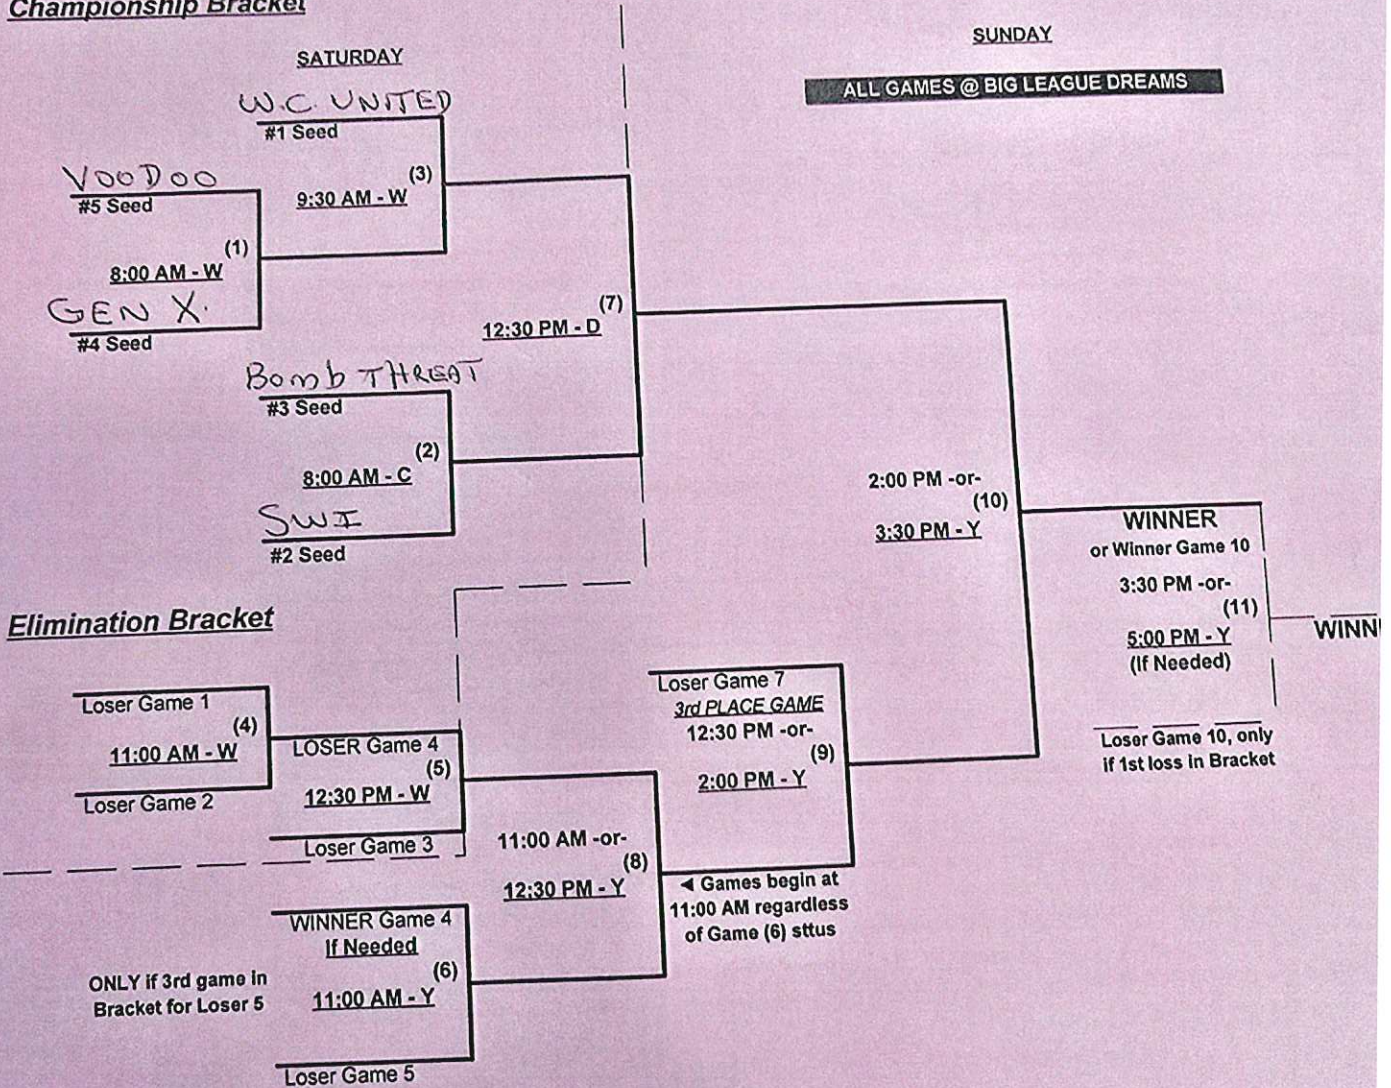 Championship Bracket
SATURDAY
SUNDAY
ALL GAMES @ BIG LEAGUE DREAMS
W.C. UNITED
#1 Seed
(3)
9:30 AM - W
VOODOO
#5 Seed
(1)
8:00 AM - W
GEN X.
#4 Seed
(7)
12:30 PM - D
Bomb THREAT
#3 Seed
(2)
8:00 AM - C
SWI
#2 Seed
2:00 PM -or-
(10)
3:30 PM - Y
WINNER
or Winner Game 10
3:30 PM -or-
(11)
5:00 PM - Y
(If Needed)
WINN
Loser Game 10, only
if 1st loss in Bracket
Elimination Bracket
Loser Game 1
(4)
11:00 AM - W
Loser Game 2
LOSER Game 4
(5)
12:30 PM - W
Loser Game 3
11:00 AM -or-
(8)
12:30 PM - Y
Loser Game 7
3rd PLACE GAME
12:30 PM -or-
(9)
2:00 PM - Y
◄ Games begin at
11:00 AM regardless
of Game (6) sttus
WINNER Game 4
If Needed
(6)
11:00 AM - Y
ONLY if 3rd game in
Bracket for Loser 5
Loser Game 5